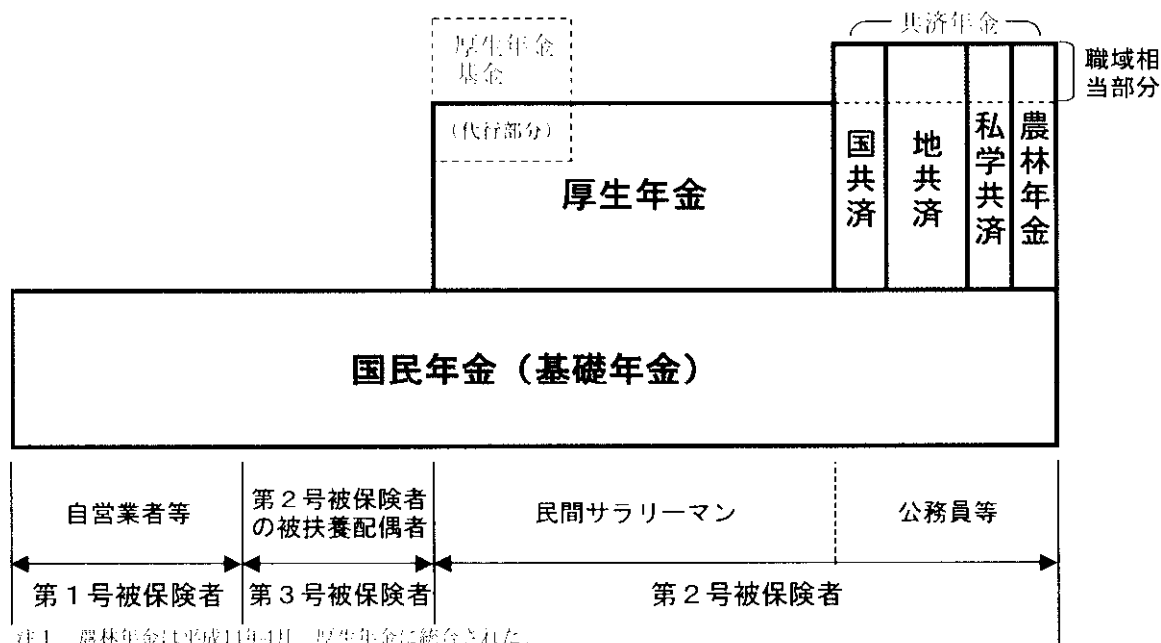 共済年金
厚生年金
基金
職域相
当部分
(代行部分)
厚生年金
国共済
地共済
私学共済
農林年金
国民年金（基礎年金）
自営業者等
第２号被保険者
の被扶養配偶者
民間サラリーマン
公務員等
第１号被保険者
第３号被保険者
第２号被保険者
注１ 農林年金は平成14年4月、厚生年金に統合された。